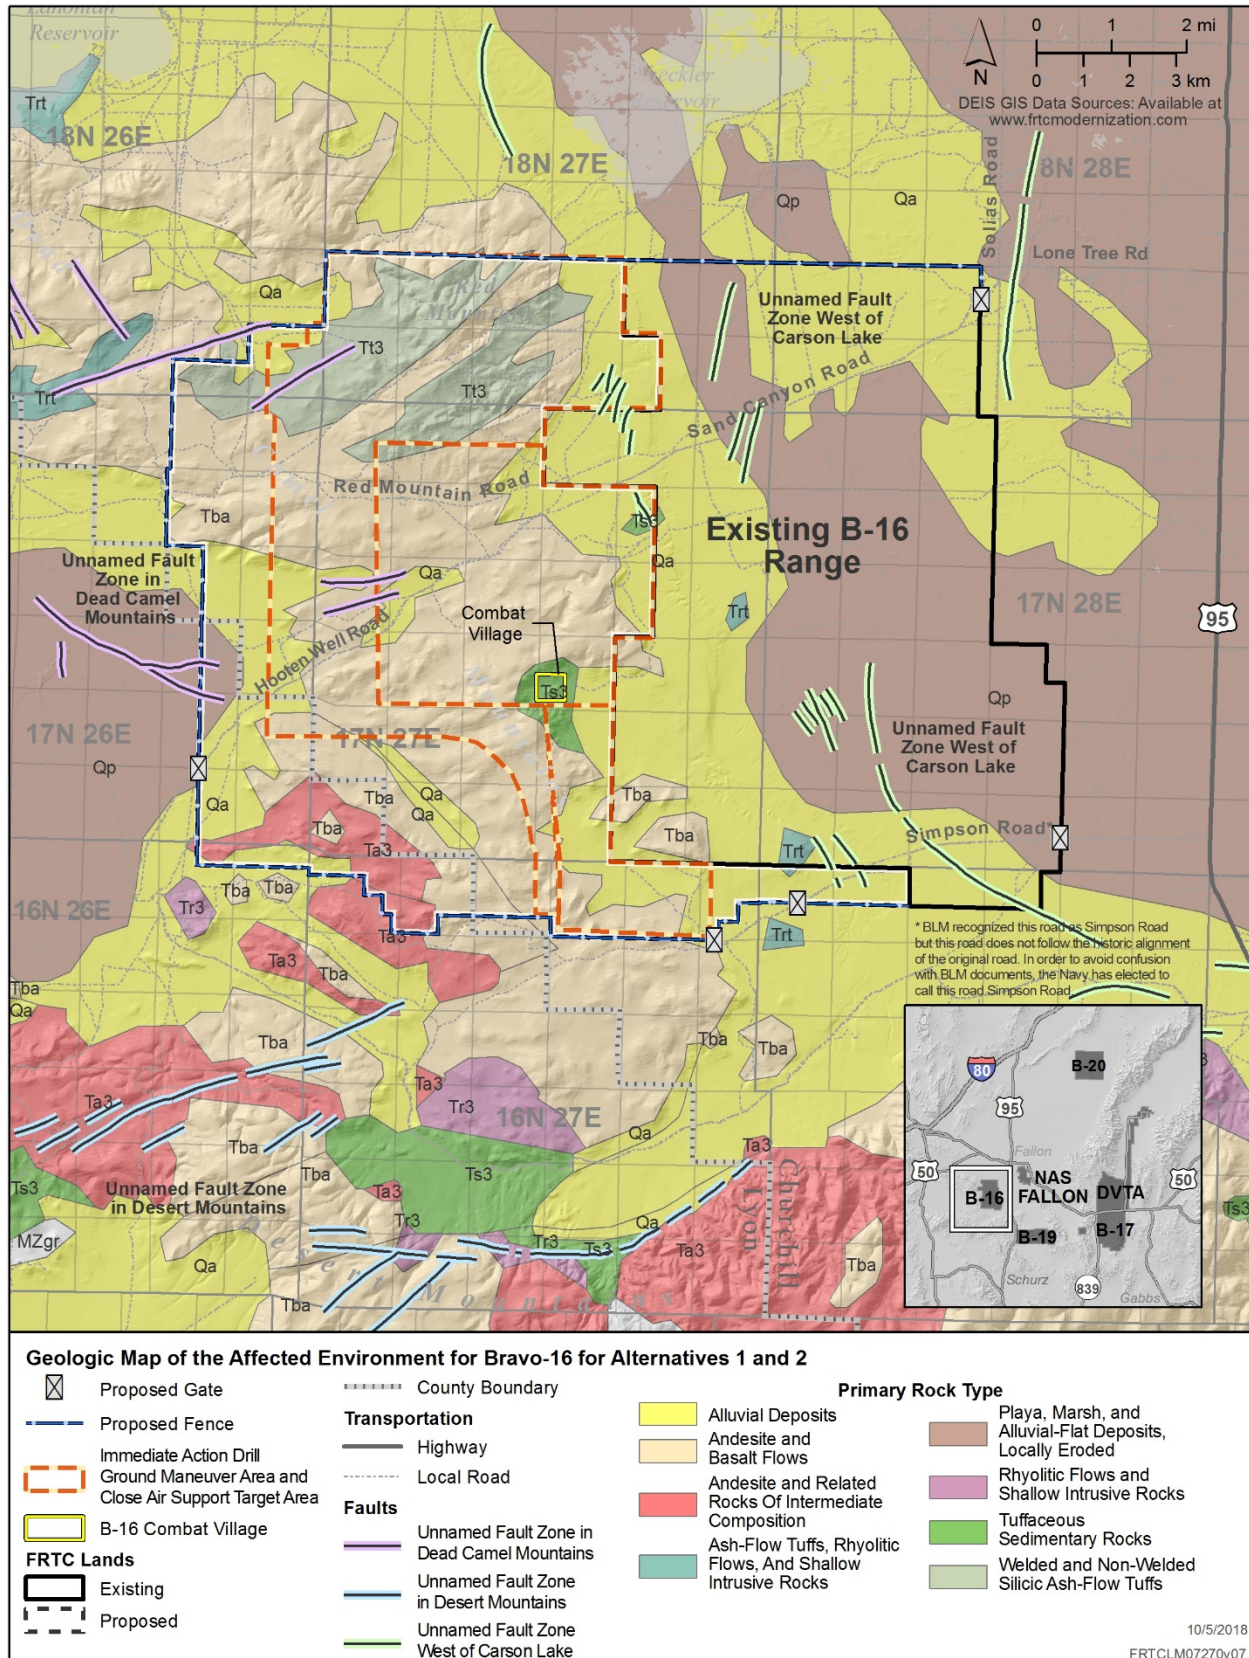 Lahontan
Reservoir
Sheckler
Reservoir
0 1 2 mi
0 1 2 3 km
N
DEIS GIS Data Sources: Available at
www.frtcmodernization.com
Trt
18N 26E
18N 27E
8N 28E
Qp
Qa
Solias Road
Lone Tree Rd
Qa
Red
Mountain
Unnamed Fault
Zone West of
Carson Lake
Tt3
Tt3
Trt
Sand Canyon Road
Red Mountain Road
Tba
Ts3
Existing B-16
Range
Qa
Unnamed Fault
Zone in
Dead Camel
Mountains
Qa
Combat
Village
Trt
17N 28E
95
Hooten Well Road
Ts3
Qp
17N 26E
17N 27E
Unnamed Fault
Zone West of
Carson Lake
Qp
Qa
Tba
Qa
Qa
Tba
Tba
Tba
Ta3
Simpson Road*
Trt
Tba
Tba
Tr3
16N 26E
Ta3
Trt
* BLM recognized this road as Simpson Road
but this road does not follow the historic alignment
of the original road. In order to avoid confusion
with BLM documents, the Navy has elected to
call this road Simpson Road
Ta3
Tba
Tba
Qa
Tba
Tba
Tba
Ta3
Ta3
Tr3
16N 27E
Tba
Qa
Tba
Ts3
Ta3
Ts3
Unnamed Fault Zone
in Desert Mountains
Ta3
Tr3
Qa
Churchill
Lyon
MZgr
Tr3
Ts3
Ta3
Qa
Tba
Tba
Desert Mountains
Ts3
80
B-20
95
Fallon
50
50
NAS
FALLON
DVTA
B-16
B-17
B-19
Schurz
839
Gabbs
Geologic Map of the Affected Environment for Bravo-16 for Alternatives 1 and 2
Proposed Gate
Proposed Fence
Immediate Action Drill
Ground Maneuver Area and
Close Air Support Target Area
B-16 Combat Village
FRTC Lands
Existing
Proposed
County Boundary
Transportation
Highway
Local Road
Faults
Unnamed Fault Zone in
Dead Camel Mountains
Unnamed Fault Zone
in Desert Mountains
Unnamed Fault Zone
West of Carson Lake
Primary Rock Type
Alluvial Deposits
Andesite and
Basalt Flows
Andesite and Related
Rocks Of Intermediate
Composition
Ash-Flow Tuffs, Rhyolitic
Flows, And Shallow
Intrusive Rocks
Playa, Marsh, and
Alluvial-Flat Deposits,
Locally Eroded
Rhyolitic Flows and
Shallow Intrusive Rocks
Tuffaceous
Sedimentary Rocks
Welded and Non-Welded
Silicic Ash-Flow Tuffs
10/5/2018
FRTCLM07270v07